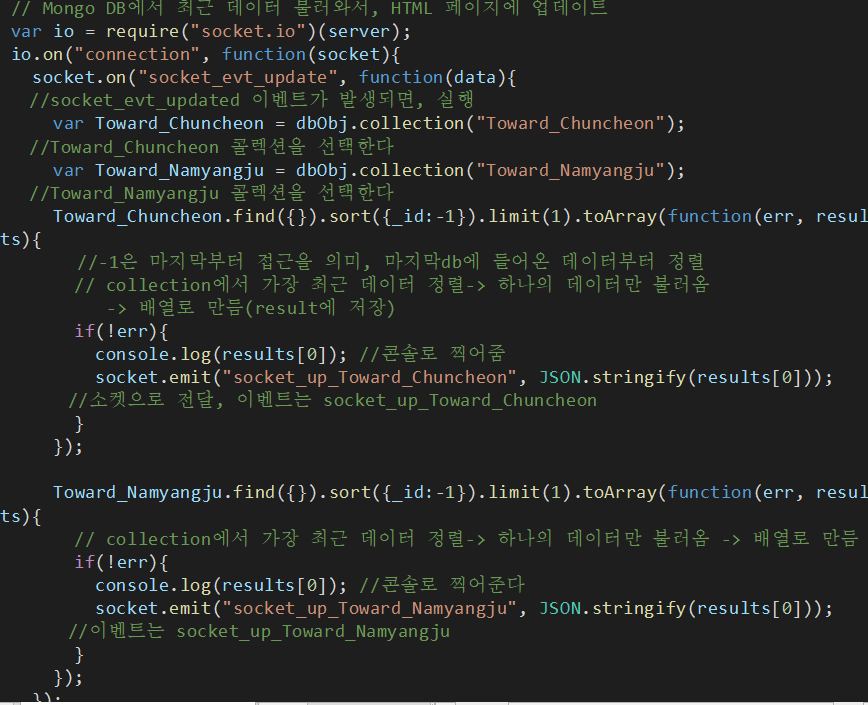 // Mongo DB에서 최근 데이터 불러와서, HTML 페이지에 업데이트
var io = require("socket.io")(server);
io.on("connection", function(socket){
socket.on("socket_evt_update", function(data){
//socket_evt_updated 이벤트가 발생되면, 실행
var Toward_Chuncheon = dbObj.collection("Toward_Chuncheon");
//Toward_Chuncheon 콜렉션을 선택한다
var Toward_Namyangju = dbObj.collection("Toward_Namyangju");
//Toward_Namyangju 콜렉션을 선택한다
Toward_Chuncheon.find({}).sort({_id:-1}).limit(1).toArray(function(err, resul
ts){
//-1은 마지막부터 접근을 의미, 마지막db에 들어온 데이터부터 정렬
// collection에서 가장 최근 데이터 정렬-> 하나의 데이터만 불러옴
-> 배열로 만듬(result에 저장)
if(!err){
console.log(results[0]); //콘솔로 찍어줌
socket.emit("socket_up_Toward_Chuncheon", JSON.stringify(results[0]));
//소켓으로 전달, 이벤트는 socket_up_Toward_Chuncheon
}
});
Toward_Namyangju.find({}).sort({_id:-1}).limit(1).toArray(function(err, resul
ts){
// collection에서 가장 최근 데이터 정렬-> 하나의 데이터만 불러옴 -> 배열로 만듬
if(!err){
console.log(results[0]); //콘솔로 찍어준다
socket.emit("socket_up_Toward_Namyangju", JSON.stringify(results[0]));
//이벤트는 socket_up_Toward_Namyangju
}
});
});